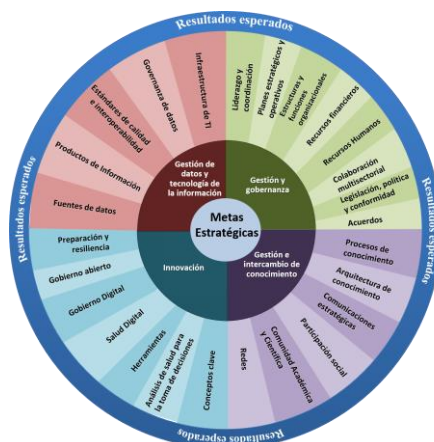 Resultados esperados
Resultados esperados
Resultados esperados
Resultados esperados
Metas
Estratégicas
Gestión de
datos y
tecnología de
la información
Fuentes de datos
Productos de Información
Estándares de calidad
e interoperabilidad
Governanza de datos
Infraestructura de TI
Gestión y
gobernanza
Liderazgo y
coordinación
Planes estratégicos y
operativos
Estructuras y
funciones
organizacionales
Recursos financieros
Recursos Humanos
Colaboración
multisectorial
Legislación, política
y conformidad
Acuerdos
Gestión e
intercambio de
conocimiento
Procesos de
conocimiento
Arquitectura de
conocimiento
Comunicaciones
estratégicas
Participación social
Comunidad Académica
y Científica
Redes
Innovación
Preparación y
resiliencia
Gobierno abierto
Gobierno Digital
Salud Digital
Herramientas
Análisis de salud para
la toma de decisiones
Conceptos clave